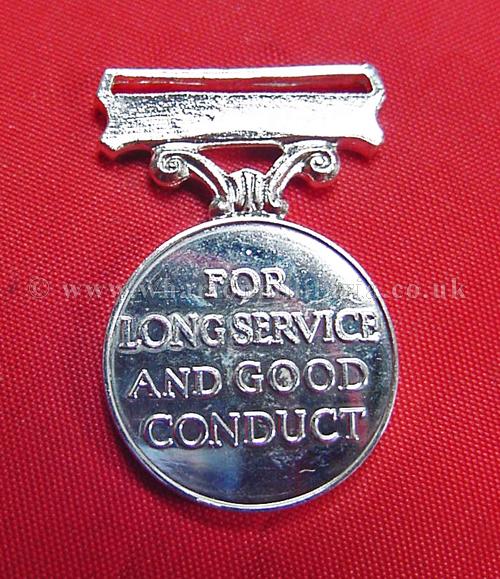 FOR
LONG SERVICE
AND GOOD
CONDUCT